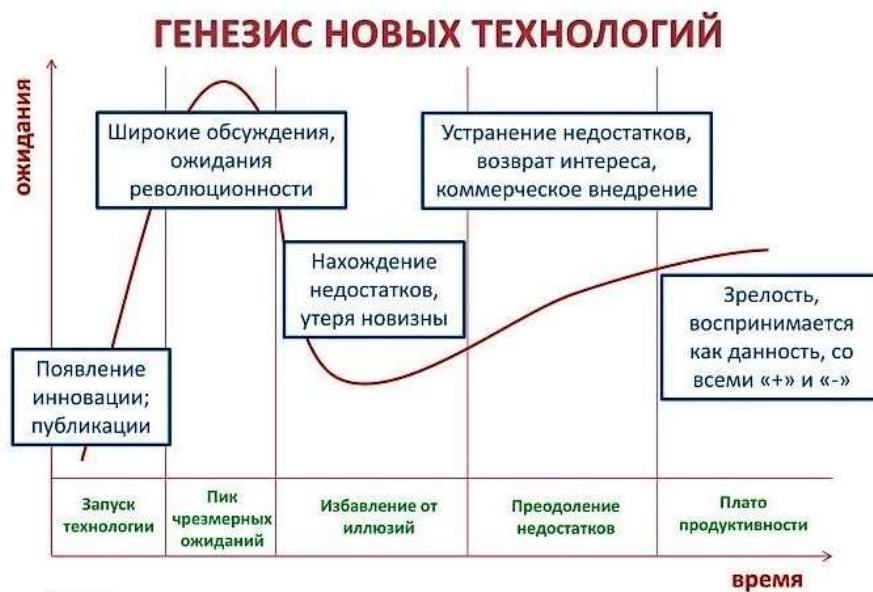 ГЕНЕЗИС НОВЫХ ТЕХНОЛОГИЙ
ожидания
Широкие обсуждения,
ожидания
революционности
Устранение недостатков,
возврат интереса,
коммерческое внедрение
Нахождение
недостатков,
утеря новизны
Зрелость,
воспринимается
как данность, со
всеми «+» и «-»
Появление
инновации;
публикации
Запуск
технологии
Пик
чрезмерных
ожиданий
Избавление от
иллюзий
Преодоление
недостатков
Плато
продуктивности
время